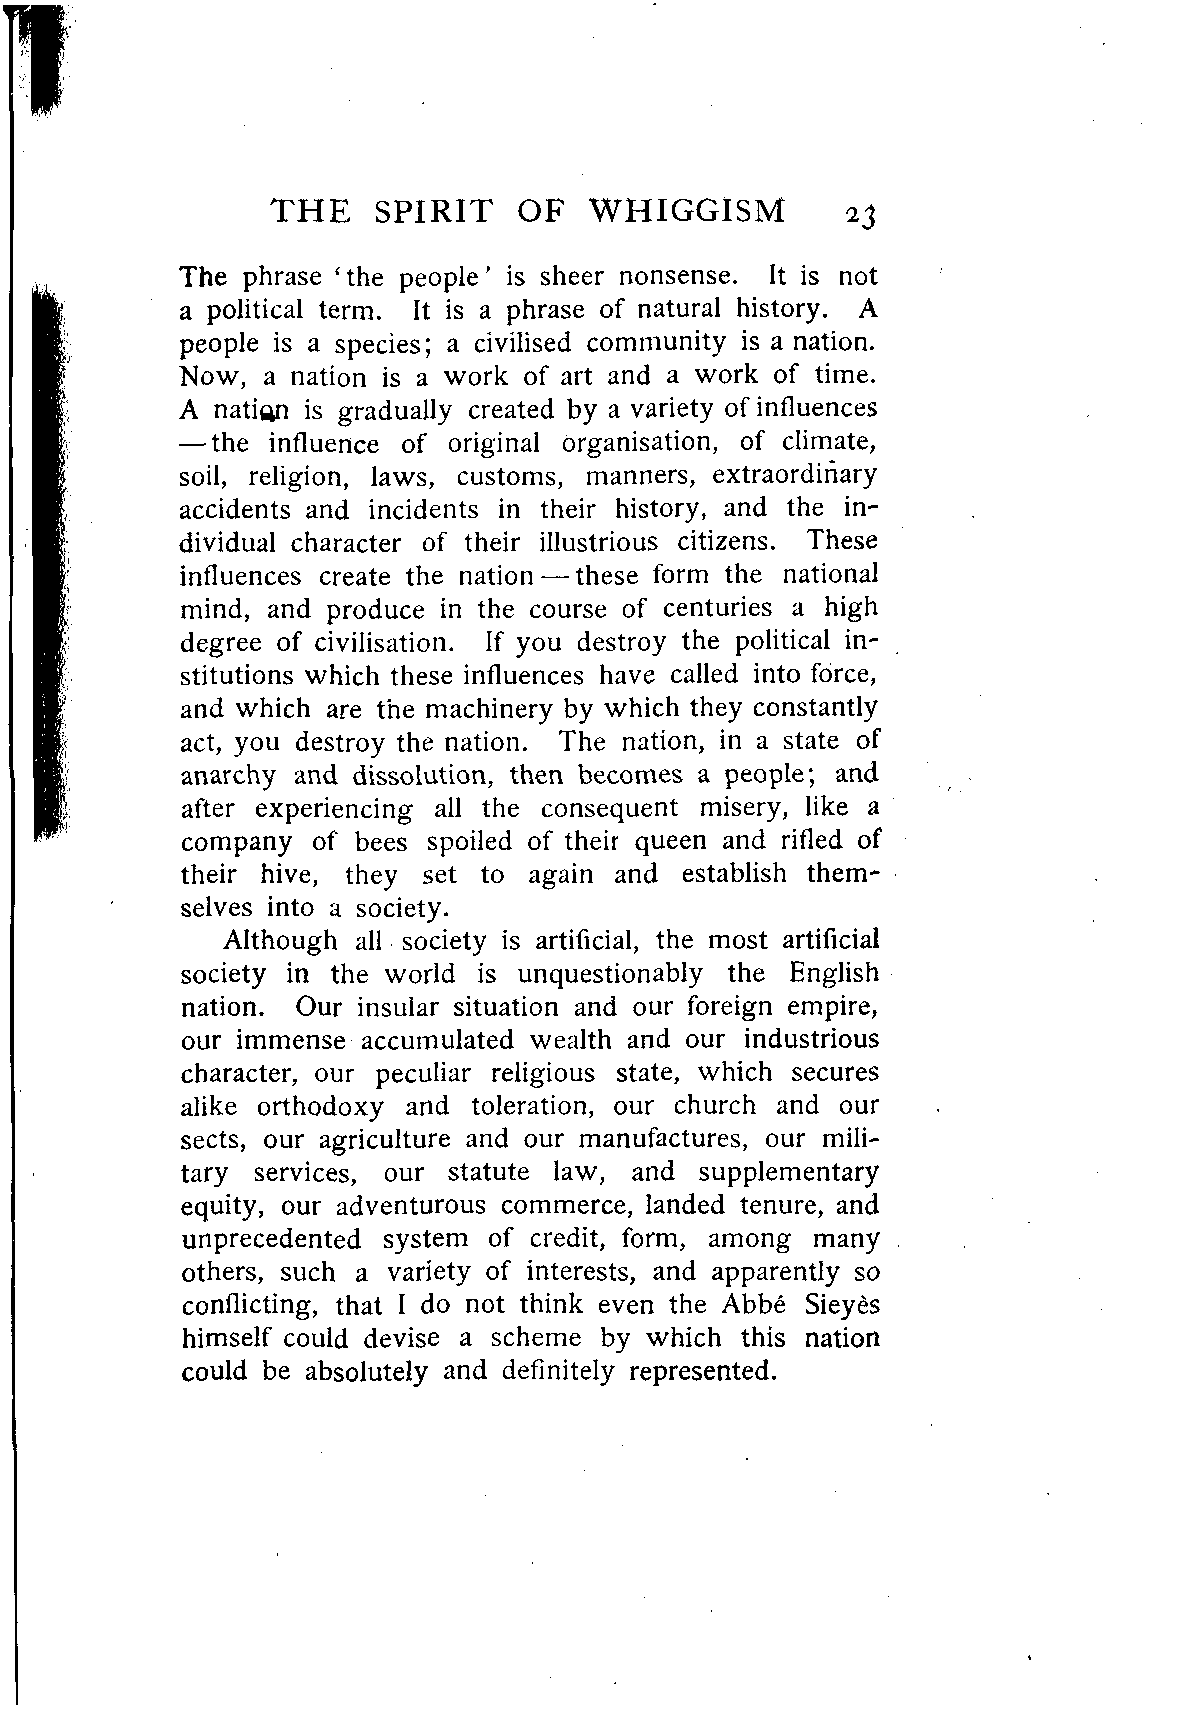 THE SPIRIT OF WHIGGISM 23
The phrase ‘the people’ is sheer nonsense. It is not
a political term. It is a phrase of natural history. A
people is a species; a civilised community is a nation.
Now, a nation is a work of art and a work of time.
A nation is gradually created by a variety of influences
—the influence of original organisation, of climate,
soil, religion, laws, customs, manners, extraordinary
accidents and incidents in their history, and the in-
dividual character of their illustrious citizens. These
influences create the nation — these form the national
mind, and produce in the course of centuries a high
degree of civilisation. If you destroy the political in-
stitutions which these influences have called into force,
and which are the machinery by which they constantly
act, you destroy the nation. The nation, in a state of
anarchy and dissolution, then becomes a people; and
after experiencing all the consequent misery, like a
company of bees spoiled of their queen and rifled of
their hive, they set to again and establish them-
selves into a society.
Although all society is artificial, the most artificial
society in the world is unquestionably the English
nation. Our insular situation and our foreign empire,
our immense accumulated wealth and our industrious
character, our peculiar religious state, which secures
alike orthodoxy and toleration, our church and our
sects, our agriculture and our manufactures, our mili-
tary services, our statute law, and supplementary
equity, our adventurous commerce, landed tenure, and
unprecedented system of credit, form, among many
others, such a variety of interests, and apparently so
conflicting, that I do not think even the Abbé Sieyès
himself could devise a scheme by which this nation
could be absolutely and definitely represented.